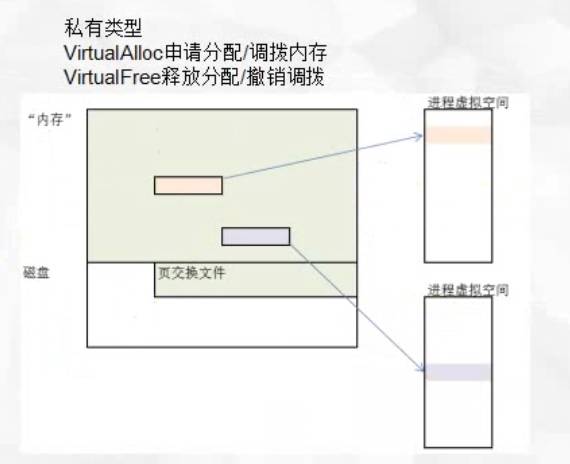 私有类型
VirtualAlloc申请分配/调拨内存
VirtualFree释放分配/撤销调拨
“内存”
进程虚拟空间
磁盘
页交换文件
进程虚拟空间